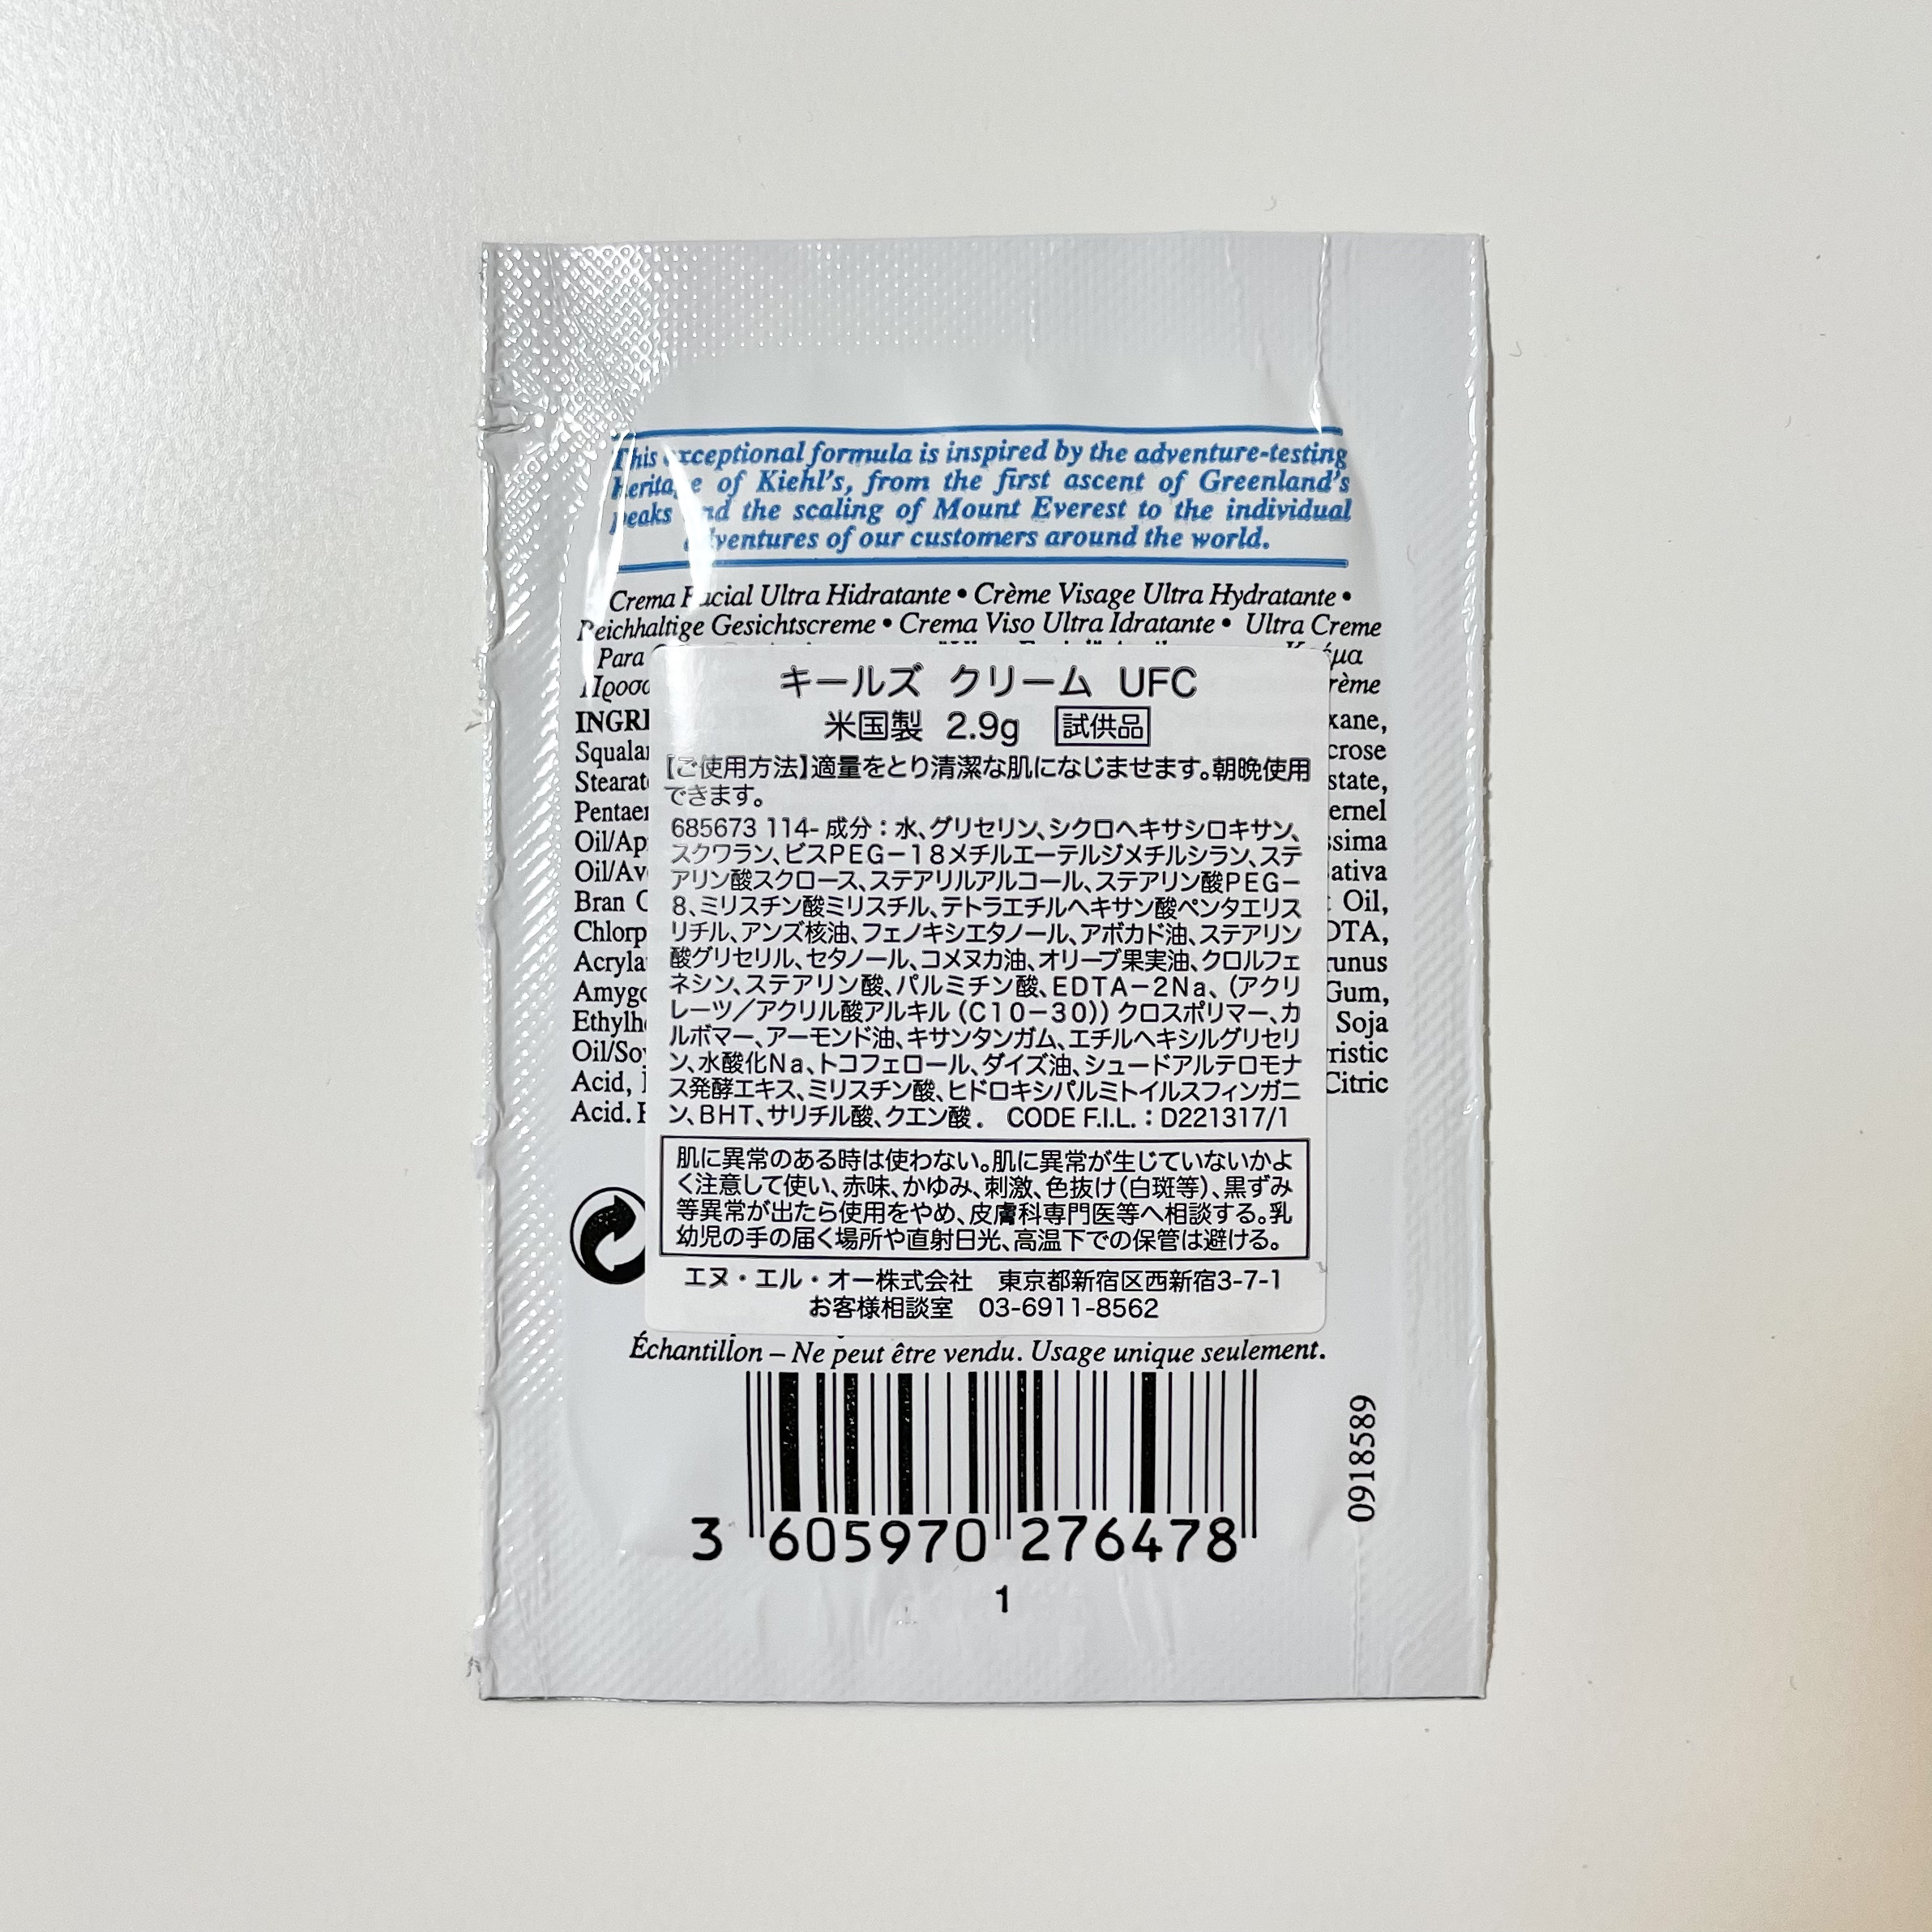 This exceptional formula is inspired by the adventure-testing
heritage of Kiehl's, from the first ascent of Greenland's
peaks and the scaling of Mount Everest to the individual
adventures of our customers around the world.
Crema Facial Ultra Hidratante • Crème Visage Ultra Hydratante •
Reichhaltige Gesichtscreme • Crema Viso Ultra Idratante • Ultra Creme
Para
キールズ クリーム UFC
米国製 2.9g 試供品
【ご使用方法】適量をとり清潔な肌になじませます。朝晩使用
できます。
685673 114- 成分：水、グリセリン、シクロヘキサシロキサン、
スクワラン、ビスPEG－18メチルエーテルジメチルシラン、ステ
アリン酸スクロース、ステアリルアルコール、ステアリン酸PEG－
8、ミリスチン酸ミリスチル、テトラエチルヘキサン酸ペンタエリス
リチル、アンズ核油、フェノキシエタノール、アボカド油、ステアリン
酸グリセリル、セタノール、コメヌカ油、オリーブ果実油、クロルフェ
ネシン、ステアリン酸、パルミチン酸、EDTA－2Na、（アクリ
レーツ／アクリル酸アルキル（C10－30））クロスポリマー、カ
ルボマー、アーモンド油、キサンタンガム、エチルヘキシルグリセリ
ン、水酸化Na、トコフェロール、ダイズ油、シュードアルテロモナ
ス発酵エキス、ミリスチン酸、ヒドロキシパルミトイルスフィンガニ
ン、BHT、サリチル酸、クエン酸． CODE F.I.L.：D221317/1
肌に異常のある時は使わない。肌に異常が生じていないかよ
く注意して使い、赤味、かゆみ、刺激、色抜け（白斑等）、黒ずみ
等異常が出たら使用をやめ、皮膚科専門医等へ相談する。乳
幼児の手の届く場所や直射日光、高温下での保管は避ける。
エヌ・エル・オー株式会社 東京都新宿区西新宿3-7-1
お客様相談室 03-6911-8562
Échantillon – Ne peut être vendu. Usage unique seulement.
3 605970 276478
1
0918589